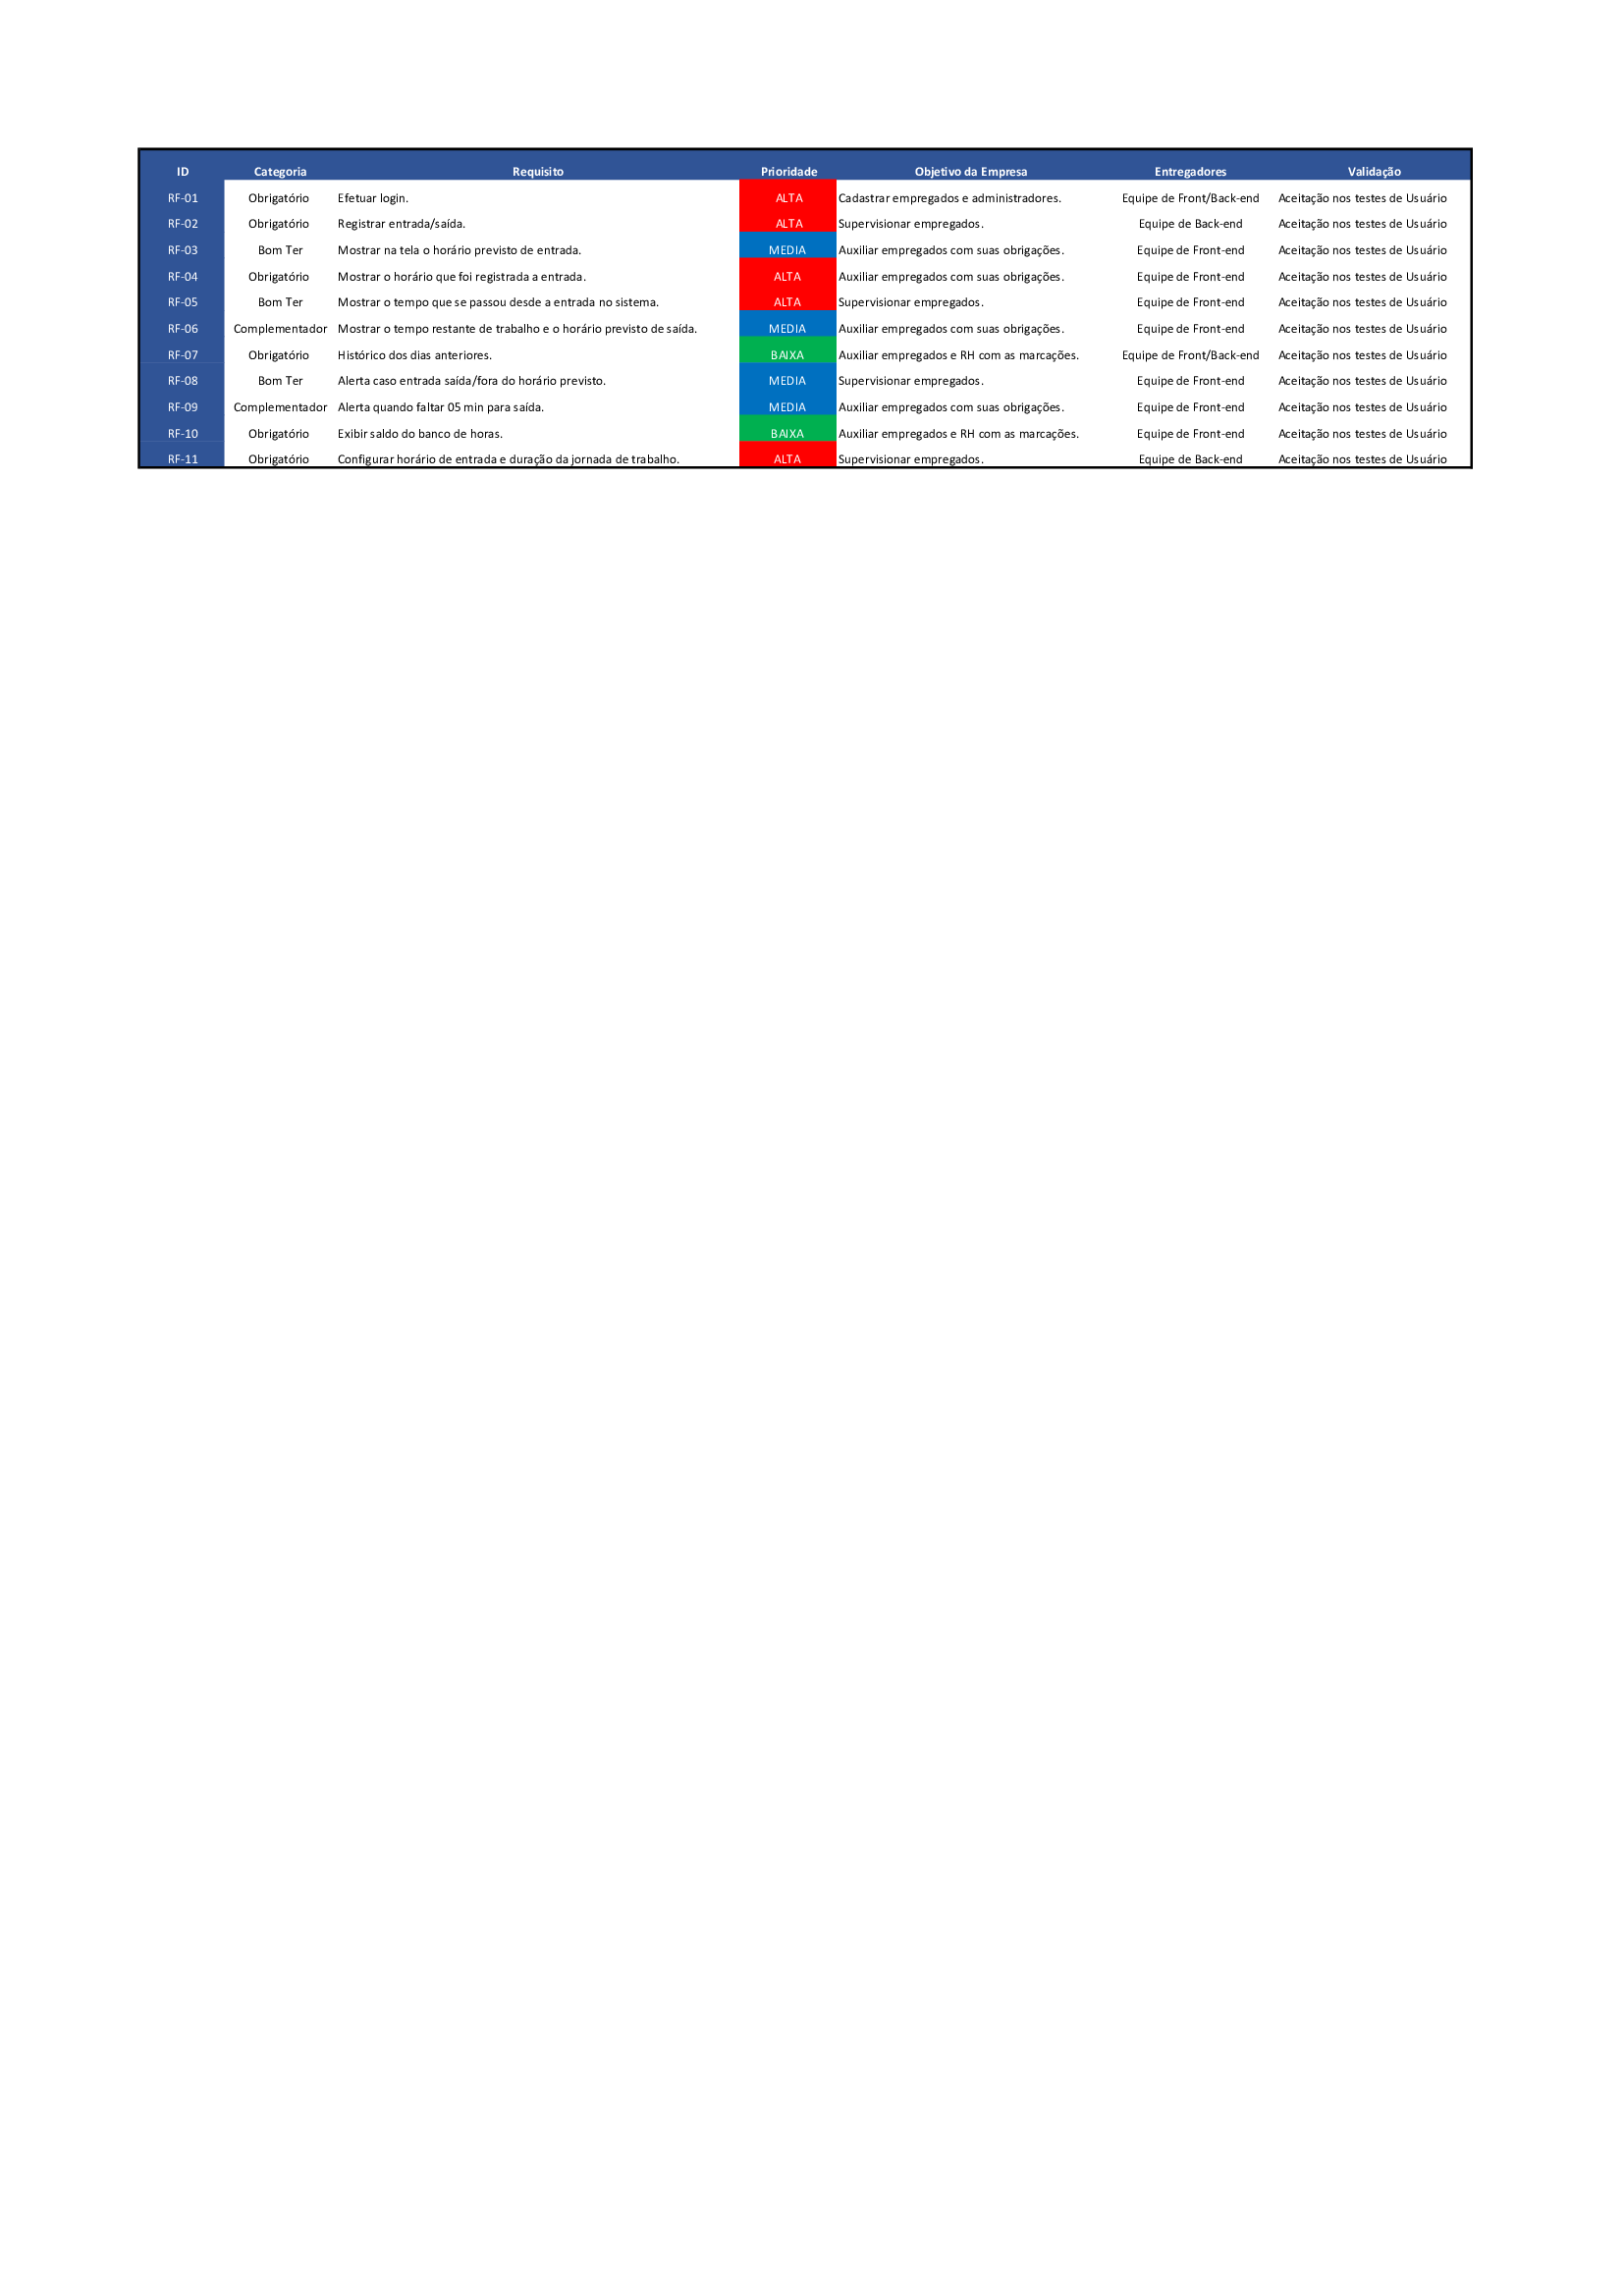 ID Categoria Requisito Prioridade Objetivo da Empresa Entregadores Validação
RF-01 Obrigatório Efetuar login. ALTA Cadastrar empregados e administradores. Equipe de Front/Back-end Aceitação nos testes de Usuário
RF-02 Obrigatório Registrar entrada/saída. ALTA Supervisionar empregados. Equipe de Back-end Aceitação nos testes de Usuário
RF-03 Bom Ter Mostrar na tela o horário previsto de entrada. MEDIA Auxiliar empregados com suas obrigações. Equipe de Front-end Aceitação nos testes de Usuário
RF-04 Obrigatório Mostrar o horário que foi registrada a entrada. ALTA Auxiliar empregados com suas obrigações. Equipe de Front-end Aceitação nos testes de Usuário
RF-05 Bom Ter Mostrar o tempo que se passou desde a entrada no sistema. ALTA Supervisionar empregados. Equipe de Front-end Aceitação nos testes de Usuário
RF-06 Complementador Mostrar o tempo restante de trabalho e o horário previsto de saída. MEDIA Auxiliar empregados com suas obrigações. Equipe de Front-end Aceitação nos testes de Usuário
RF-07 Obrigatório Histórico dos dias anteriores. BAIXA Auxiliar empregados e RH com as marcações. Equipe de Front/Back-end Aceitação nos testes de Usuário
RF-08 Bom Ter Alerta caso entrada saída/fora do horário previsto. MEDIA Supervisionar empregados. Equipe de Front-end Aceitação nos testes de Usuário
RF-09 Complementador Alerta quando faltar 05 min para saída. MEDIA Auxiliar empregados com suas obrigações. Equipe de Front-end Aceitação nos testes de Usuário
RF-10 Obrigatório Exibir saldo do banco de horas. BAIXA Auxiliar empregados e RH com as marcações. Equipe de Front-end Aceitação nos testes de Usuário
RF-11 Obrigatório Configurar horário de entrada e duração da jornada de trabalho. ALTA Supervisionar empregados. Equipe de Back-end Aceitação nos testes de Usuário